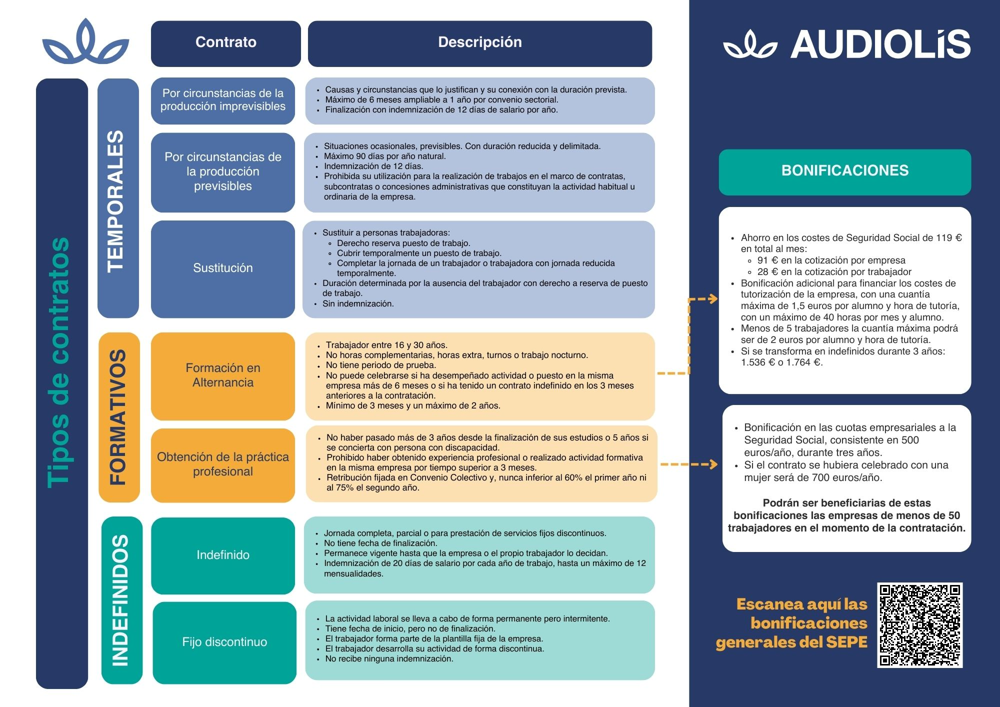 Contrato
Descripción
AUDIOLíS
Tipos de contratos
TEMPORALES
Por circunstancias de la
producción imprevisibles
• Causas y circunstancias que lo justifican y su conexión con la duración prevista.
• Máximo de 6 meses ampliable a 1 año por convenio sectorial.
• Finalización con indemnización de 12 días de salario por año.
Por circunstancias de
la producción
previsibles
• Situaciones ocasionales, previsibles. Con duración reducida y delimitada.
• Máximo 90 días por año natural.
• Indemnización de 12 días.
• Prohibida su utilización para la realización de trabajos en el marco de contratas,
subcontratas o concesiones administrativas que constituyan la actividad habitual u
ordinaria de la empresa.
Sustitución
• Sustituir a personas trabajadoras:
◦ Derecho reserva puesto de trabajo.
◦ Cubrir temporalmente un puesto de trabajo.
◦ Completar la jornada de un trabajador o trabajadora con jornada reducida
temporalmente.
• Duración determinada por la ausencia del trabajador con derecho a reserva de puesto
de trabajo.
• Sin indemnización.
FORMATIVOS
Formación en
Alternancia
• Trabajador entre 16 y 30 años.
• No horas complementarias, horas extra, turnos o trabajo nocturno.
• No tiene periodo de prueba.
• No puede celebrarse si ha desempeñado actividad o puesto en la misma
empresa más de 6 meses o si ha tenido un contrato indefinido en los 3 meses
anteriores a la contratación.
• Mínimo de 3 meses y un máximo de 2 años.
Obtención de la práctica
profesional
• No haber pasado más de 3 años desde la finalización de sus estudios o 5 años si
se concierta con persona con discapacidad.
• Prohibido haber obtenido experiencia profesional o realizado actividad formativa
en la misma empresa por tiempo superior a 3 meses.
• Retribución fijada en Convenio Colectivo y, nunca inferior al 60% el primer año ni
al 75% el segundo año.
INDEFINIDOS
Indefinido
• Jornada completa, parcial o para prestación de servicios fijos discontinuos.
• No tiene fecha de finalización.
• Permanece vigente hasta que la empresa o el propio trabajador lo decidan.
• Indemnización de 20 días de salario por cada año de trabajo, hasta un máximo de 12
mensualidades.
Fijo discontinuo
• La actividad laboral se lleva a cabo de forma permanente pero intermitente.
• Tiene fecha de inicio, pero no de finalización.
• El trabajador forma parte de la plantilla fija de la empresa.
• El trabajador desarrolla su actividad de forma discontinua.
• No recibe ninguna indemnización.
BONIFICACIONES
• Ahorro en los costes de Seguridad Social de 119 €
en total al mes:
◦ 91 € en la cotización por empresa
◦ 28 € en la cotización por trabajador
• Bonificación adicional para financiar los costes de
tutorización de la empresa, con una cuantía
máxima de 1,5 euros por alumno y hora de tutoría,
con un máximo de 40 horas por mes y alumno.
• Menos de 5 trabajadores la cuantía máxima podrá
ser de 2 euros por alumno y hora de tutoría.
• Si se transforma en indefinidos durante 3 años:
1.536 € o 1.764 €.
• Bonificación en las cuotas empresariales a la
Seguridad Social, consistente en 500
euros/año, durante tres años.
• Si el contrato se hubiera celebrado con una
mujer será de 700 euros/año.
Podrán ser beneficiarias de estas
bonificaciones las empresas de menos de 50
trabajadores en el momento de la contratación.
Escanea aquí las
bonificaciones
generales del SEPE